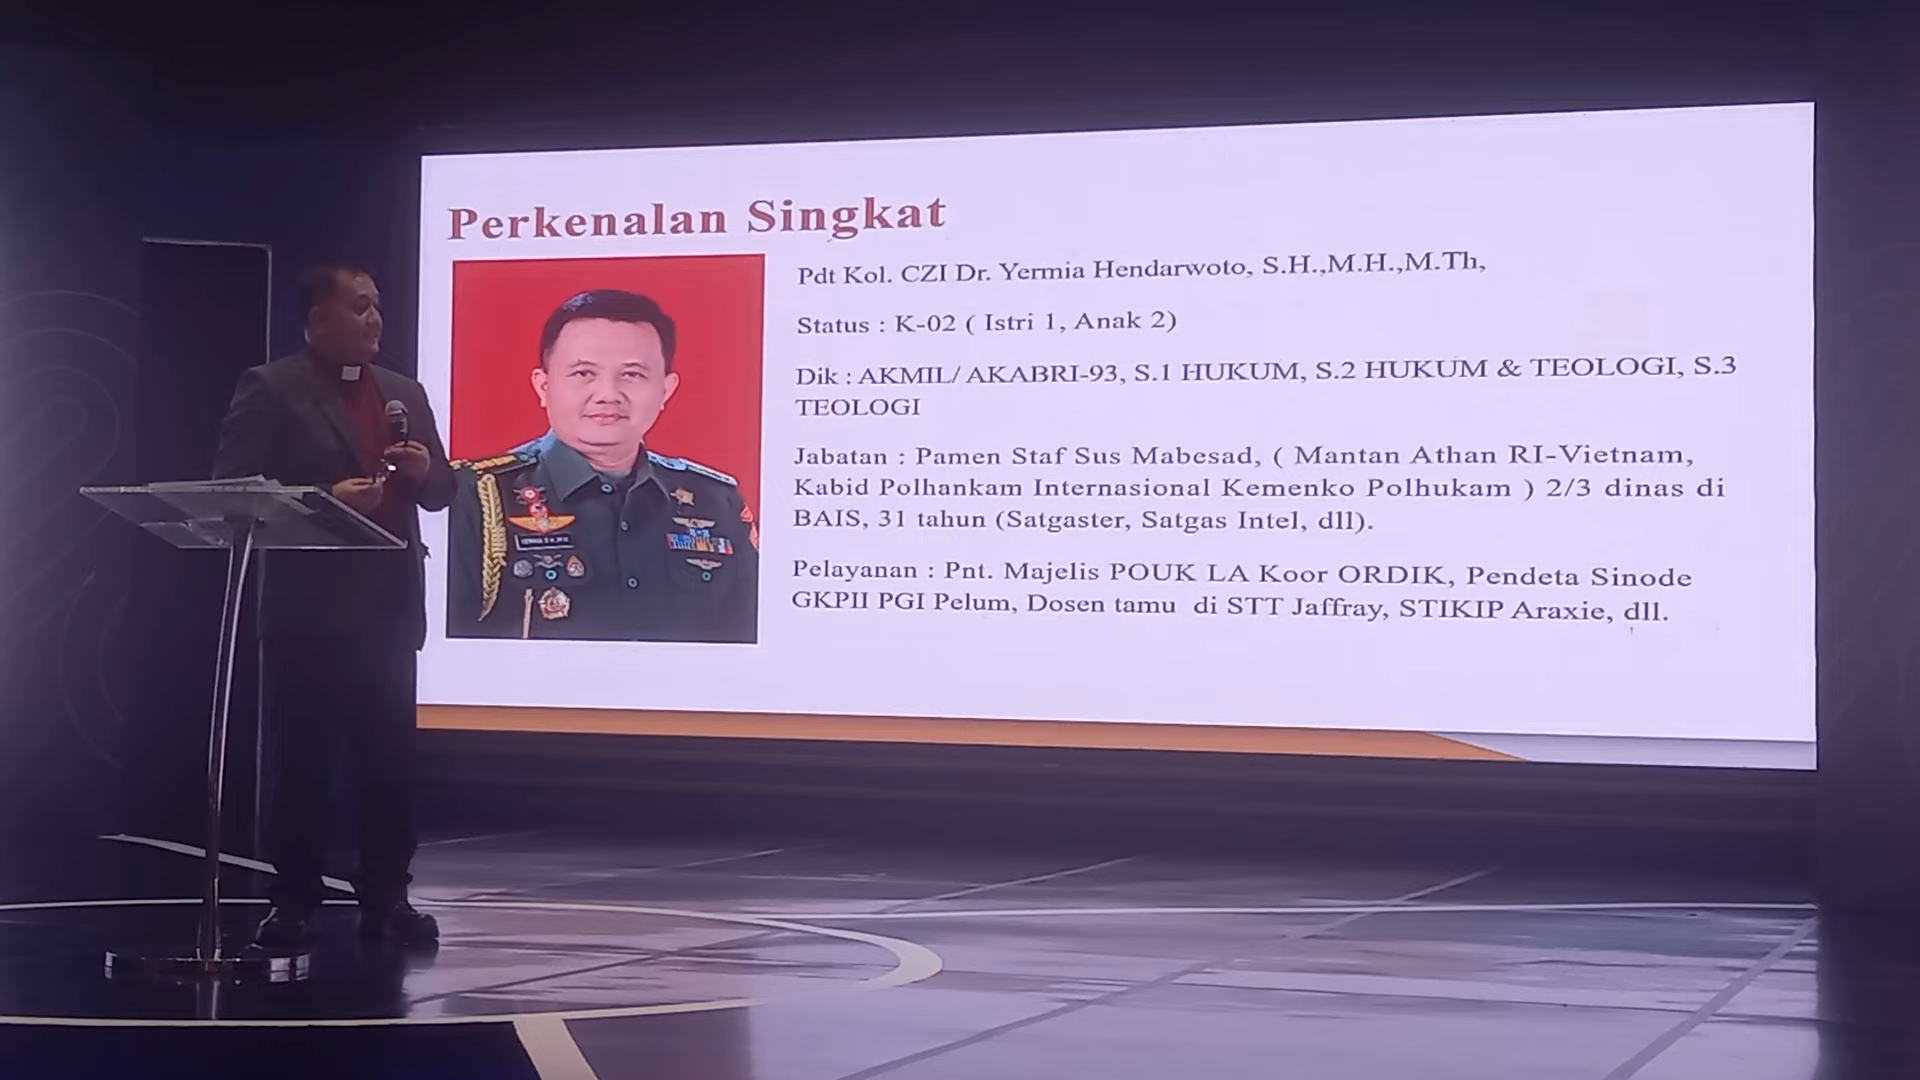 Perkenalan Singkat
Pdt Kol. CZI Dr. Yermia Hendarwoto, S.H.,M.H.,M.Th,
Status : K-02 ( Istri 1, Anak 2)
Dik : AKMIL/ AKABRI-93, S.1 HUKUM, S.2 HUKUM & TEOLOGI, S.3
TEOLOGI
Jabatan : Pamen Staf Sus Mabesad, ( Mantan Athan RI-Vietnam,
Kabid Polhankam Internasional Kemenko Polhukam ) 2/3 dinas di
BAIS, 31 tahun (Satgaster, Satgas Intel, dll).
Pelayanan : Pnt. Majelis POUK LA Koor ORDIK, Pendeta Sinode
GKPII PGI Pelum, Dosen tamu di STT Jaffray, STIKIP Araxie, dll.